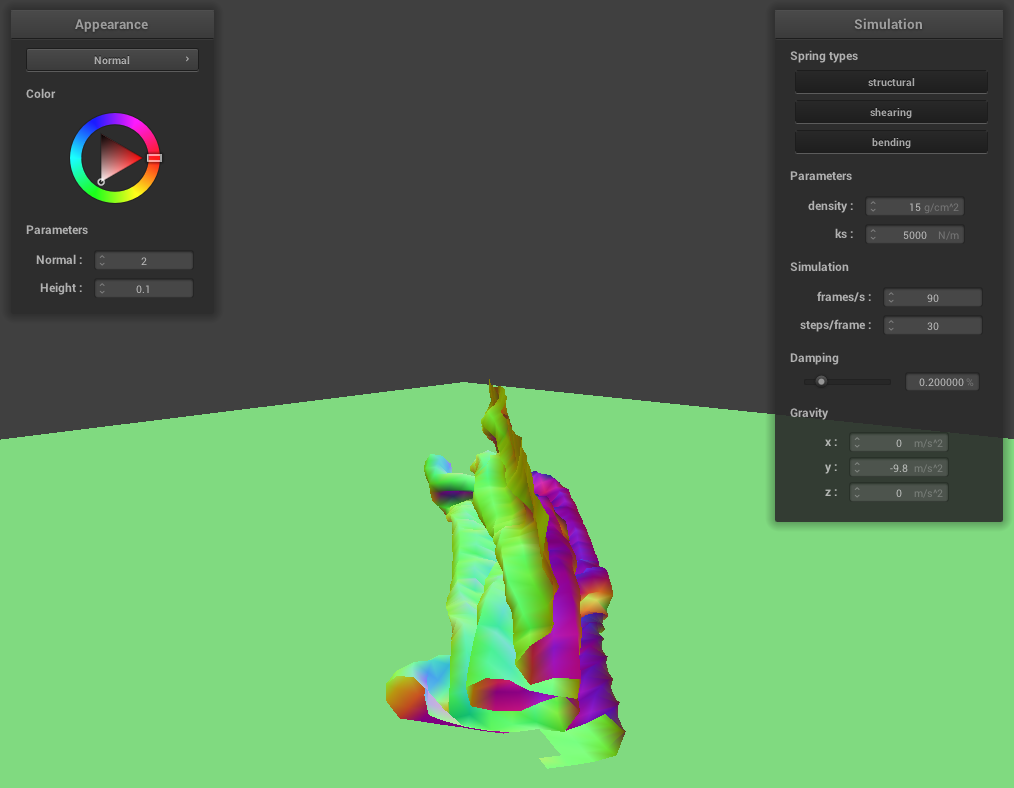 Appearance
Normal
Color
Parameters
Normal : 2
Height : 0.1
Simulation
Spring types
structural
shearing
bending
Parameters
density : 15 g/cm^2
ks : 5000 N/m
Simulation
frames/s : 90
steps/frame : 30
Damping
0.200000 %
Gravity
x : 0 m/s^2
y : -9.8 m/s^2
z : 0 m/s^2